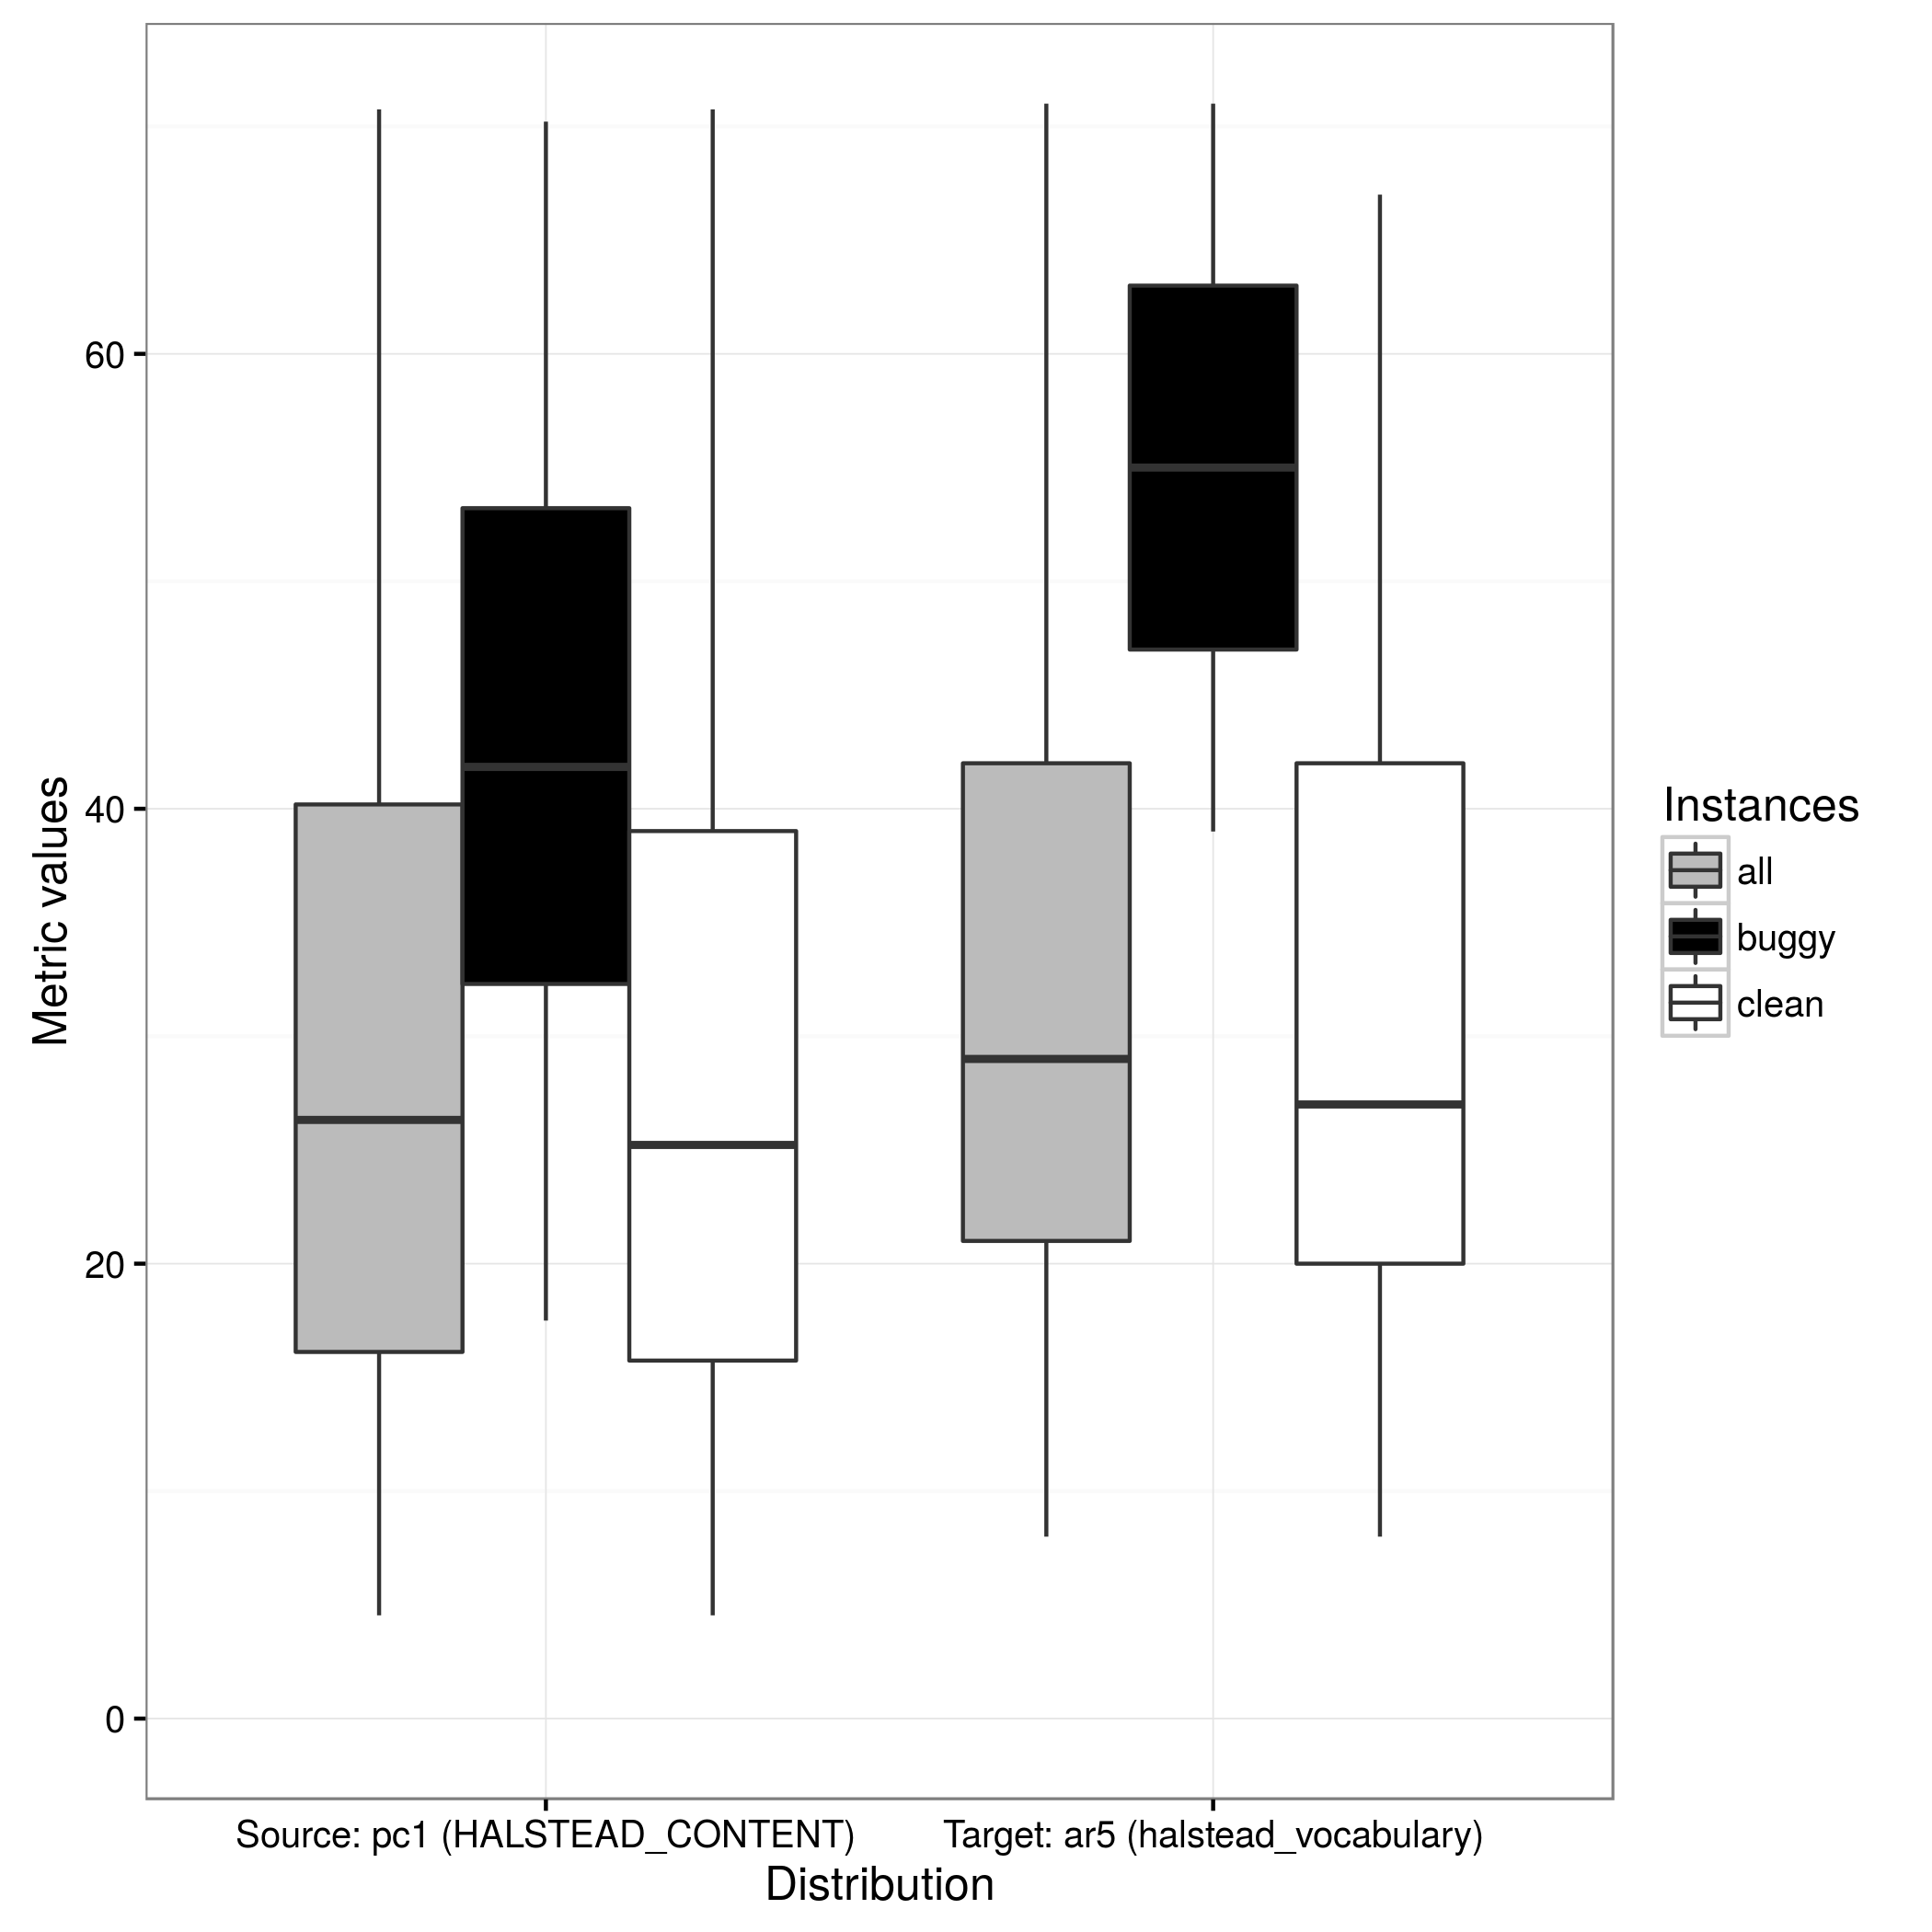 Metric values
60
40
20
0
Source: pc1 (HALSTEAD_CONTENT)
Target: ar5 (halstead_vocabulary)
Distribution
Instances
all
buggy
clean